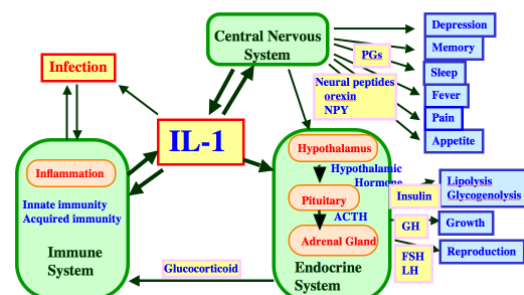 Central Nervous
System
Depression
Memory
Sleep
Fever
Pain
Appetite
PGs
Neural peptides
orexin
NPY
Infection
IL-1
Inflammation
Innate immunity
Acquired immunity
Immune
System
Hypothalamus
Hypothalamic
Hormone
Pituitary
ACTH
Adrenal Gland
Endocrine
System
Glucocorticoid
Insulin
Lipolysis
Glycogenolysis
GH
Growth
FSH
LH
Reproduction